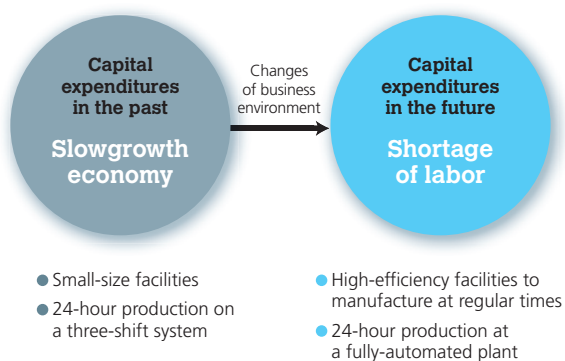 Capital
expenditures
in the past
Slowgrowth
economy
Changes
of business
environment
Capital
expenditures
in the future
Shortage
of labor
● Small-size facilities
● 24-hour production on
a three-shift system
● High-efficiency facilities to
manufacture at regular times
● 24-hour production at
a fully-automated plant